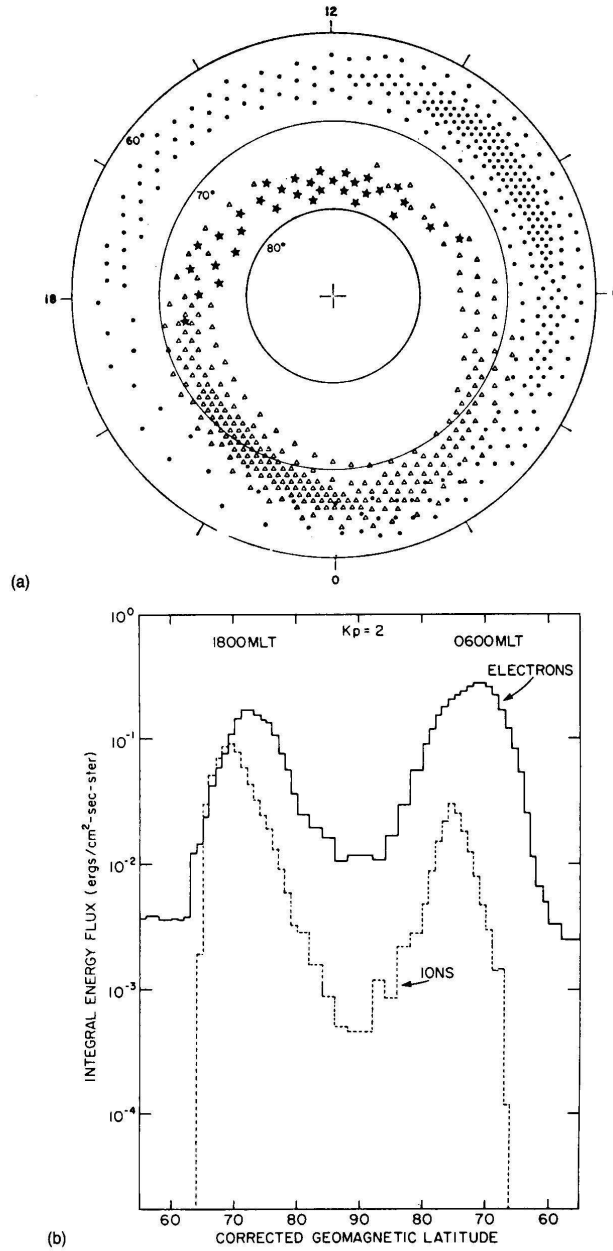 12
60
70°
80°
18
0
(a)
10⁰
1800MLT
Kp = 2
0600MLT
ELECTRONS
10⁻¹
10⁻²
IONS
10⁻³
10⁻⁴
INTEGRAL ENERGY FLUX (ergs/cm²-sec-ster)
60 70 80 90 80 70 60
CORRECTED GEOMAGNETIC LATITUDE
(b)